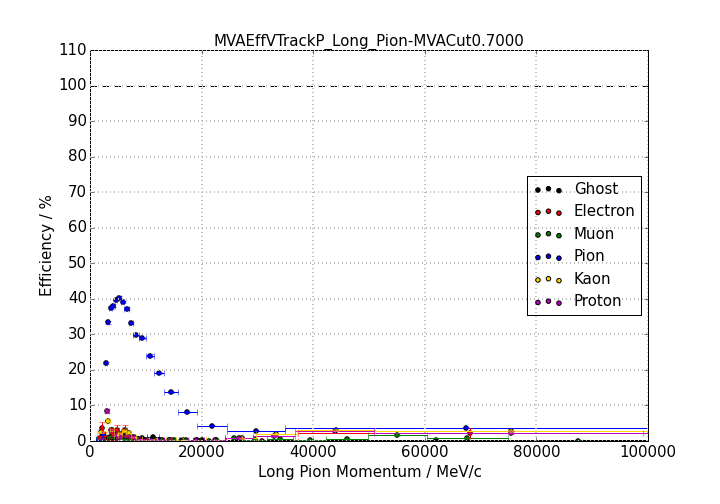 MVAEffVTrackP_Long_Pion-MVACut0.7000
110
100
90
80
70
60
50
40
30
20
10
0
Efficiency / %
Ghost
Electron
Muon
Pion
Kaon
Proton
0 20000 40000 60000 80000 100000
Long Pion Momentum / MeV/c